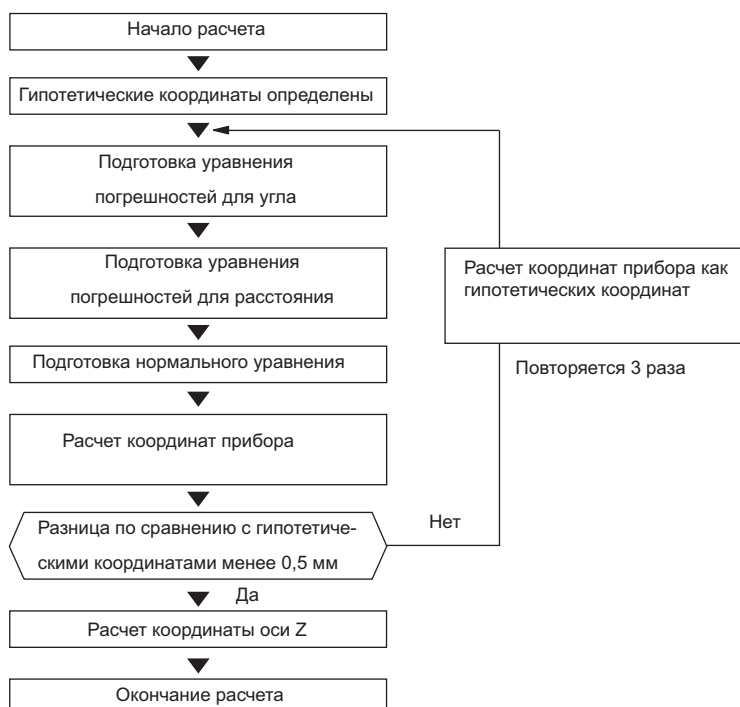 Начало расчета
Гипотетические координаты определены
Подготовка уравнения
погрешностей для угла
Подготовка уравнения
погрешностей для расстояния
Расчет координат прибора как
гипотетических координат
Подготовка нормального уравнения
Повторяется 3 раза
Расчет координат прибора
Разница по сравнению с гипотетиче-
скими координатами менее 0,5 мм
Нет
Да
Расчет координаты оси Z
Окончание расчета